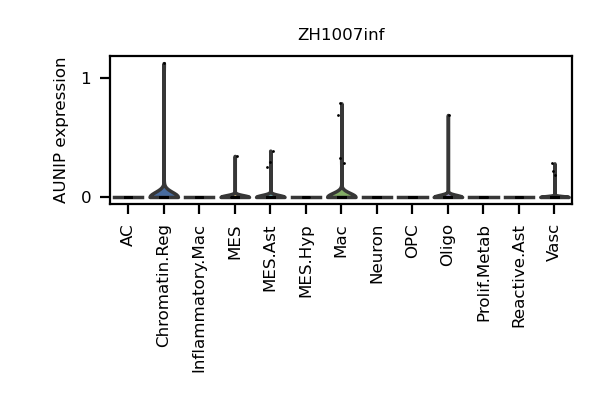 ZH1007inf
AUNIP expression
1
0
AC
Chromatin.Reg
Inflammatory.Mac
MES
MES.Ast
MES.Hyp
Mac
Neuron
OPC
Oligo
Prolif.Metab
Reactive.Ast
Vasc